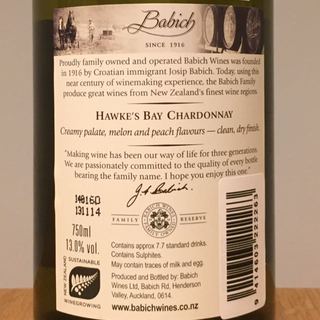 Babich
SINCE 1916
Proudly family owned and operated Babich Wines was founded
in 1916 by Croatian immigrant Josip Babich. Today, using this
near century of winemaking experience, the Babich Family
produce great wines from New Zealand's finest wine regions.
HAWKE'S BAY CHARDONNAY
Creamy palate, melon and peach flavours — clean, dry finish.
"Making wine has been our way of life for three generations.
We are passionately committed to the quality of every bottle
bearing the family name. I hope you enjoy this one."
131114
750ml
13.0% vol.
SUSTAINABLE
NEW ZEALAND
WINEGROWING
BABICH WINES
FAMILY RESERVE
Contains approx 7.7 standard drinks.
Contains Sulphites.
May contain traces of milk and egg.
Produced and Bottled by: Babich
Wines Ltd, Babich Rd, Henderson
Valley, Auckland, 0614.
www.babichwines.co.nz
9 414603 222263